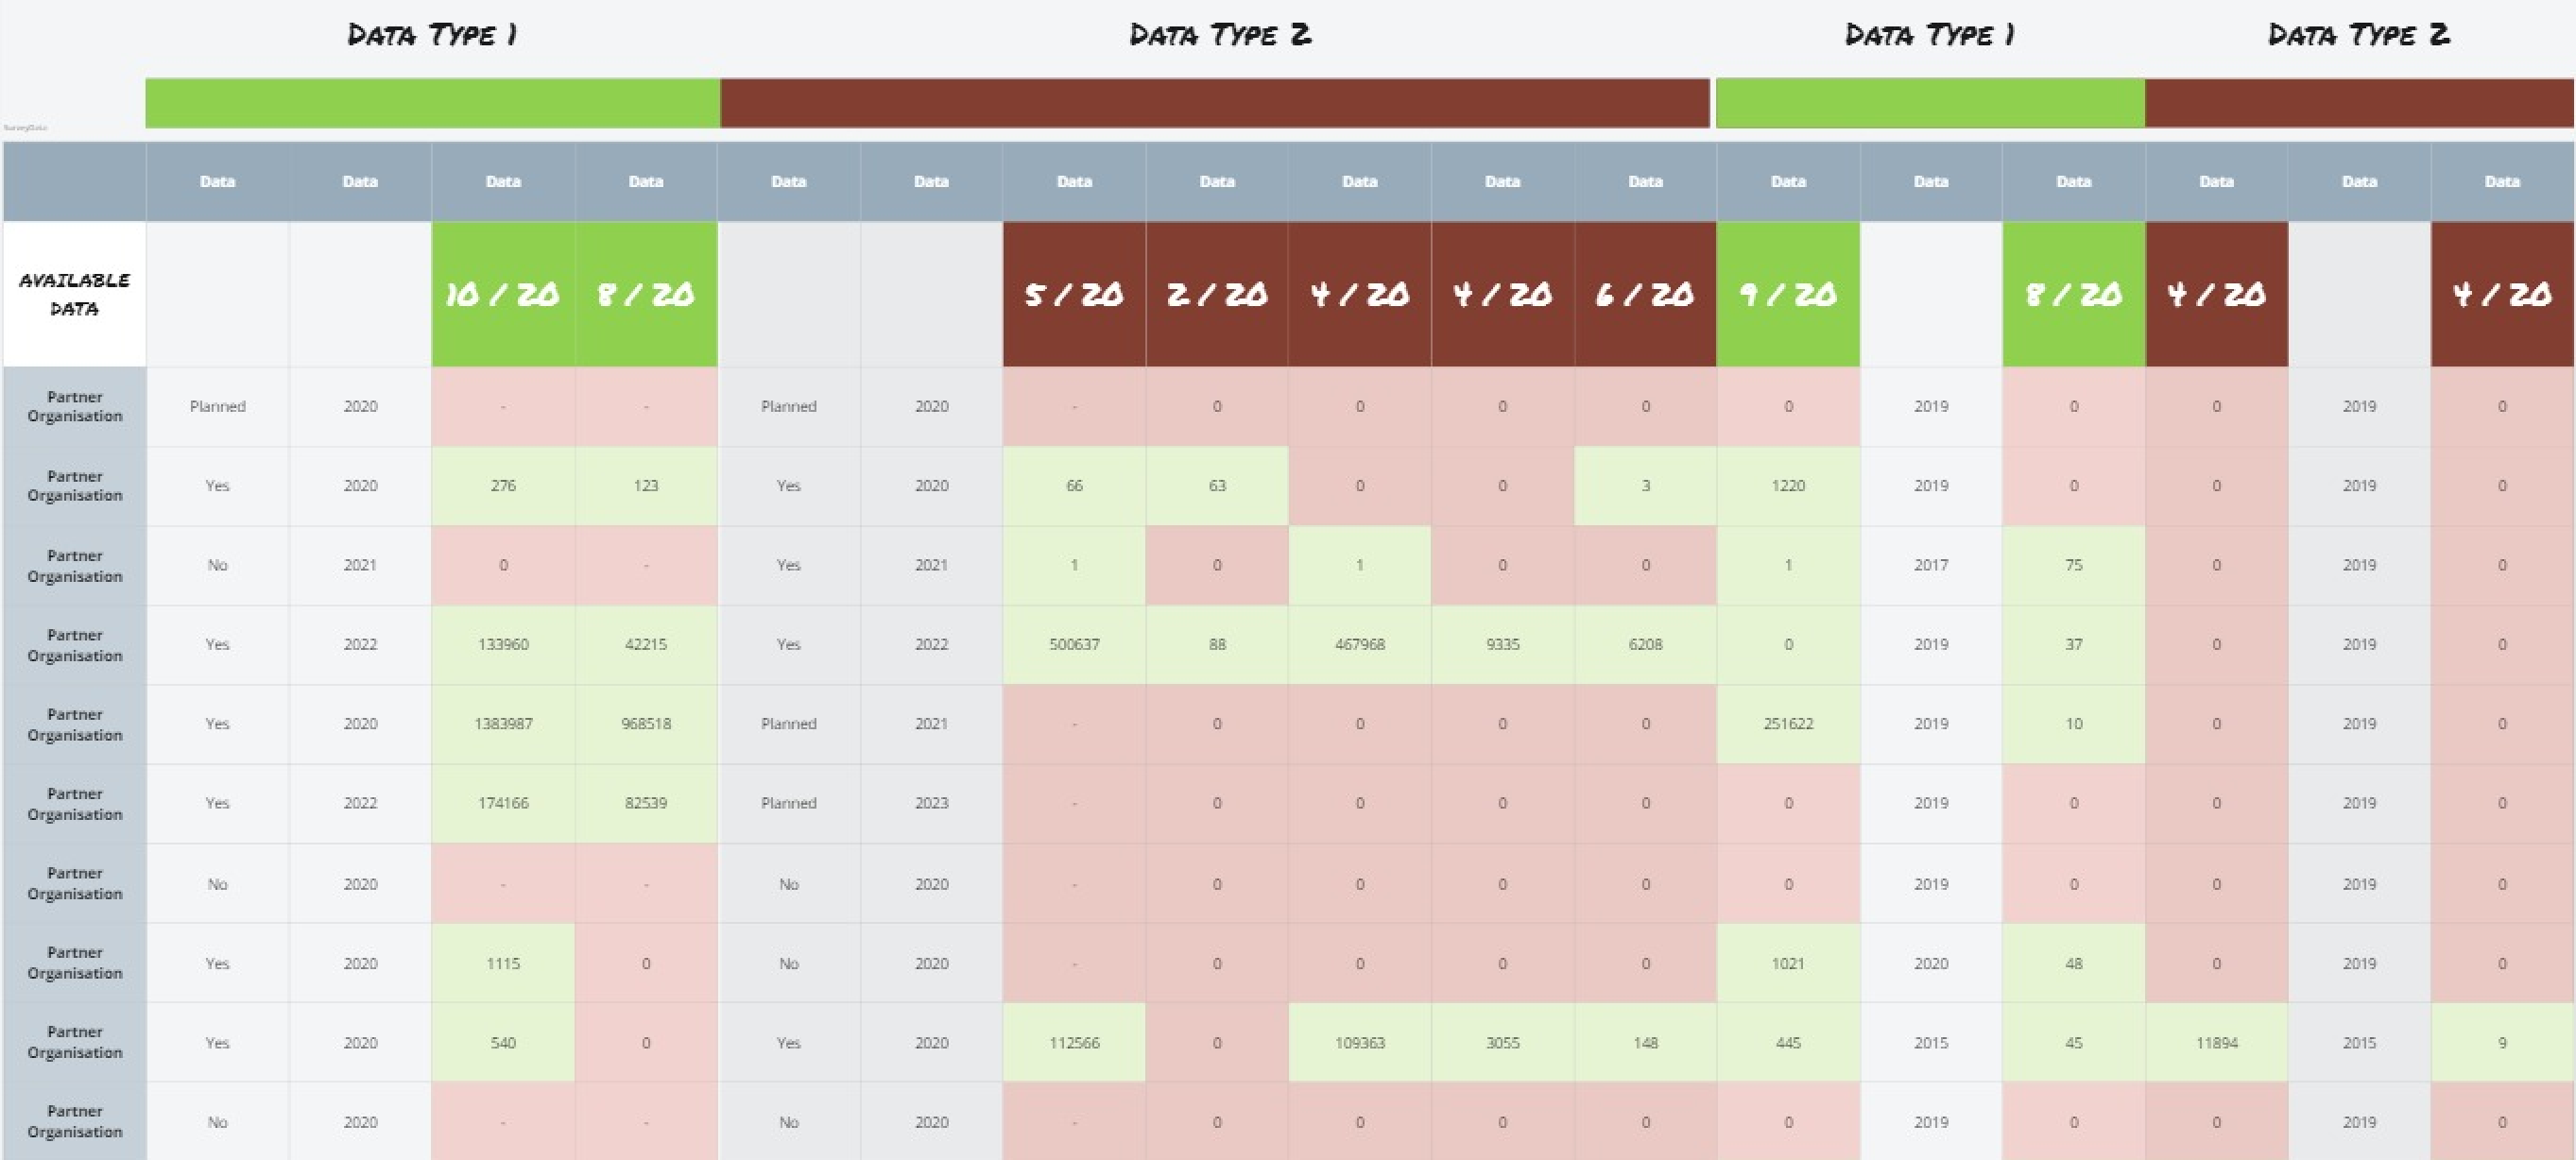 Data Type 1 Data Type 2 Data Type 1 Data Type 2
SurveyData
Data Data Data Data Data Data Data Data Data Data Data Data Data Data Data Data Data
Available Data 10 / 20 8 / 20 5 / 20 2 / 20 4 / 20 4 / 20 6 / 20 9 / 20 8 / 20 4 / 20 4 / 20
Partner Organisation Planned 2020 - - Planned 2020 - 0 0 0 0 0 2019 0 0 2019 0
Partner Organisation Yes 2020 276 123 Yes 2020 66 63 0 0 3 1220 2019 0 0 2019 0
Partner Organisation No 2021 0 - Yes 2021 1 0 1 0 0 1 2017 75 0 2019 0
Partner Organisation Yes 2022 133960 42215 Yes 2022 500637 88 467968 9335 6208 0 2019 37 0 2019 0
Partner Organisation Yes 2020 1383987 968518 Planned 2021 - 0 0 0 0 251622 2019 10 0 2019 0
Partner Organisation Yes 2022 174166 82539 Planned 2023 - 0 0 0 0 0 2019 0 0 2019 0
Partner Organisation No 2020 - - No 2020 - 0 0 0 0 0 2019 0 0 2019 0
Partner Organisation Yes 2020 1115 0 No 2020 - 0 0 0 0 1021 2020 48 0 2019 0
Partner Organisation Yes 2020 540 0 Yes 2020 112566 0 109363 3055 148 445 2015 45 11894 2015 9
Partner Organisation No 2020 - - No 2020 - 0 0 0 0 0 2019 0 0 2019 0